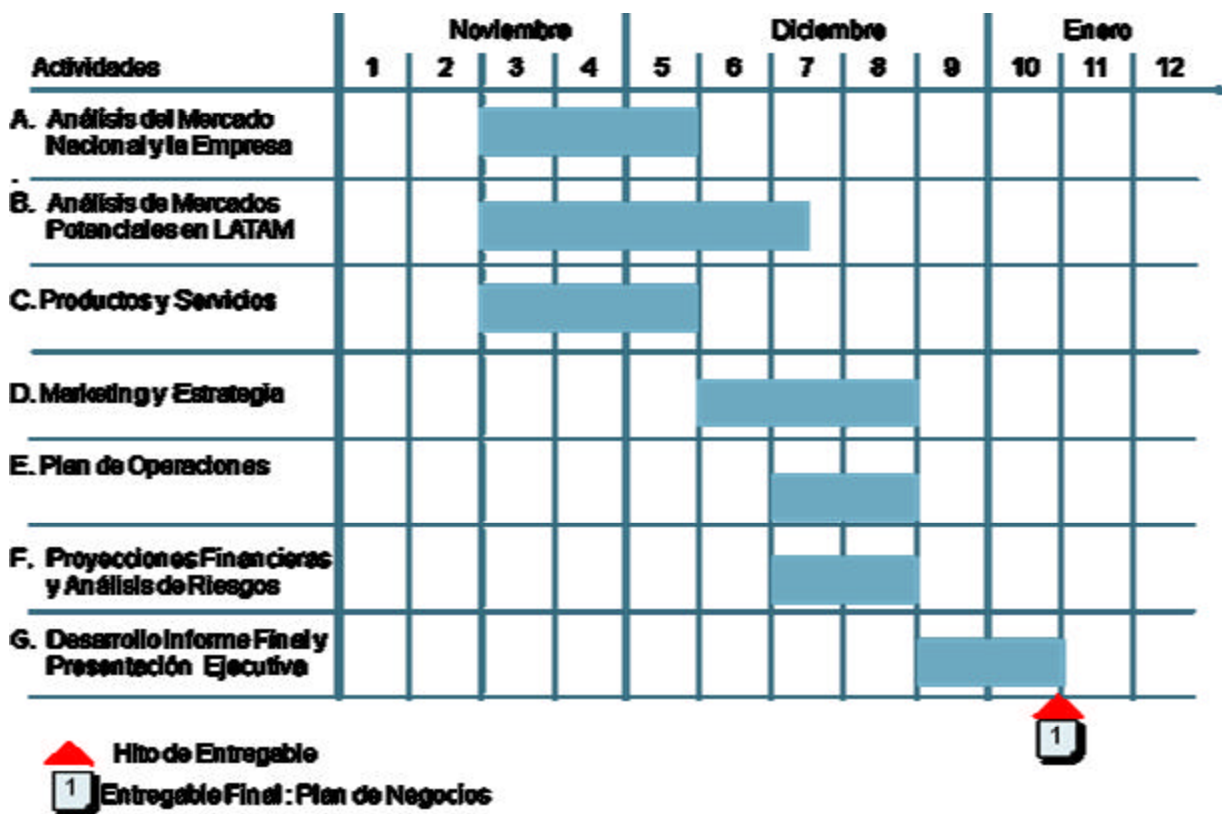 Noviembre Diciembre Enero
Actividades 1 2 3 4 5 6 7 8 9 10 11 12
A. Análisis del Mercado
Nacional y la Empresa
B. Análisis de Mercados
Potenciales en LATAM
C. Productos y Servicios
D. Marketing y Estrategia
E. Plan de Operaciones
F. Proyecciones Financieras
y Análisis de Riesgos
G. Desarrollo Informe Final y
Presentación Ejecutiva
1
Hito de Entregable
1 Entregable Final : Plan de Negocios